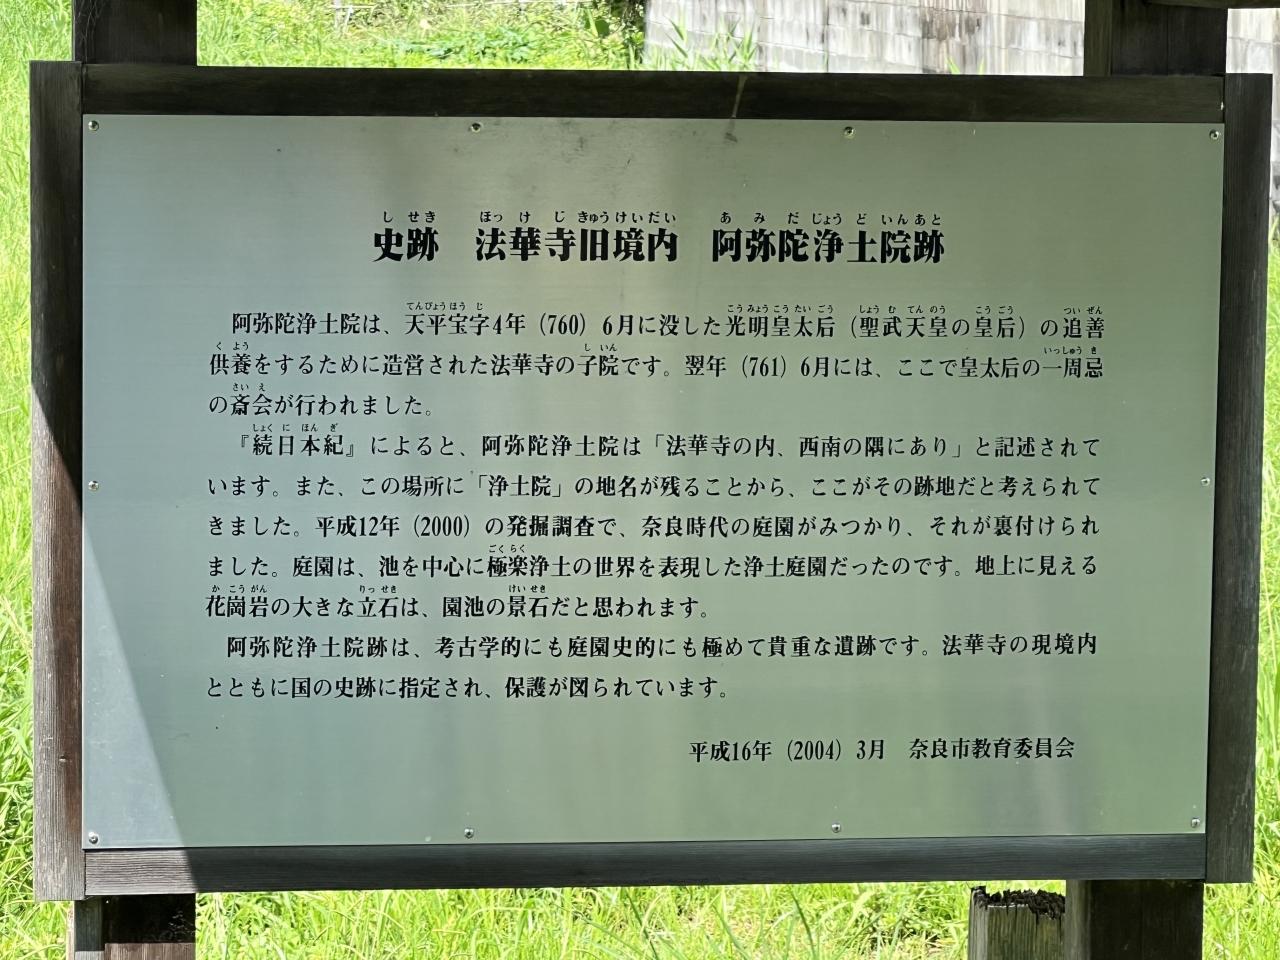 史跡　法華寺旧境内　阿弥陀浄土院跡
阿弥陀浄土院は、天平宝字4年（760）6月に没した光明皇太后（聖武天皇の皇后）の追善
供養をするために造営された法華寺の子院です。翌年（761）6月には、ここで皇太后の一周忌
の斎会が行われました。
『続日本紀』によると、阿弥陀浄土院は「法華寺の内、西南の隅にあり」と記述されて
います。また、この場所に「浄土院」の地名が残ることから、ここがその跡地だと考えられて
きました。平成12年（2000）の発掘調査で、奈良時代の庭園がみつかり、それが裏付けられ
ました。庭園は、池を中心に極楽浄土の世界を表現した浄土庭園だったのです。地上に見える
花崗岩の大きな立石は、園池の景石だと思われます。
阿弥陀浄土院跡は、考古学的にも庭園史的にも極めて貴重な遺跡です。法華寺の現境内
とともに国の史跡に指定され、保護が図られています。
平成16年（2004）3月　奈良市教育委員会